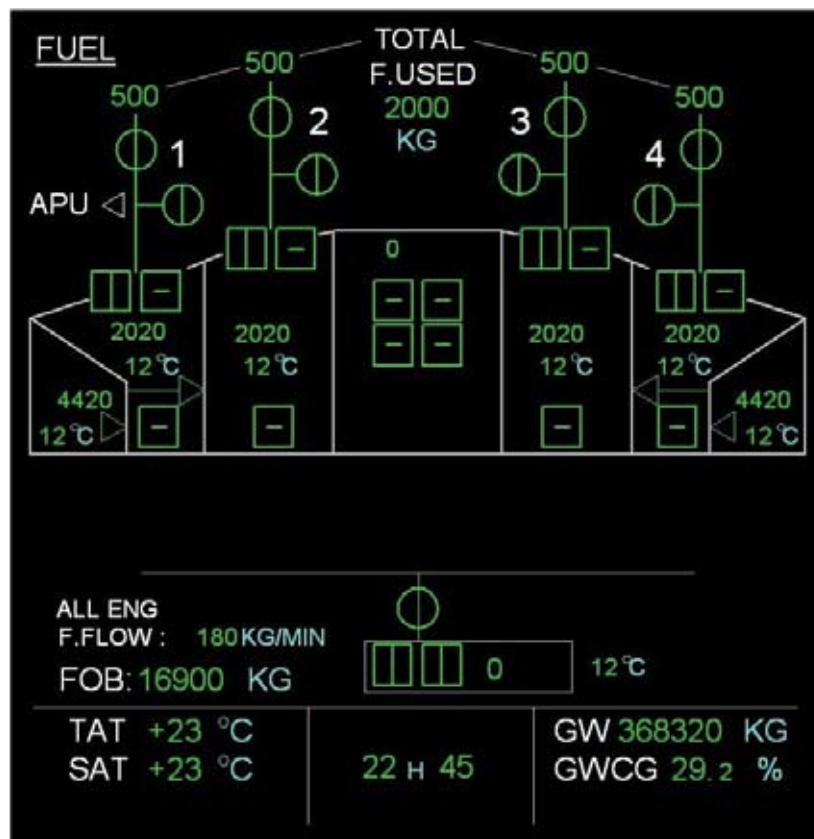 FUEL
TOTAL
500 500
F.USED
500 500
2000
1 2 3 4
KG
APU
0
2020 2020 2020 2020
12°C 12°C 12°C 12°C
4420 4420
12°C 12°C
ALL ENG
F.FLOW : 180 KG/MIN
0 12°C
FOB: 16900 KG
TAT +23 °C GW 368320 KG
SAT +23 °C 22 H 45 GWCG 29.2 %